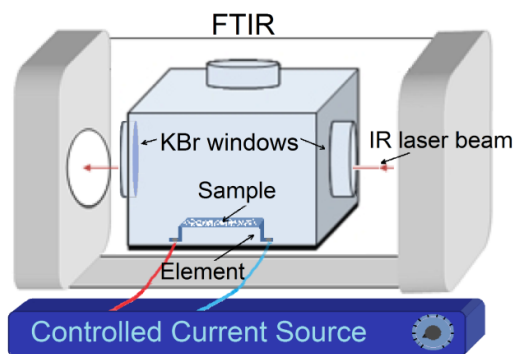 FTIR
KBr windows
IR laser beam
Sample
Element
Controlled Current Source